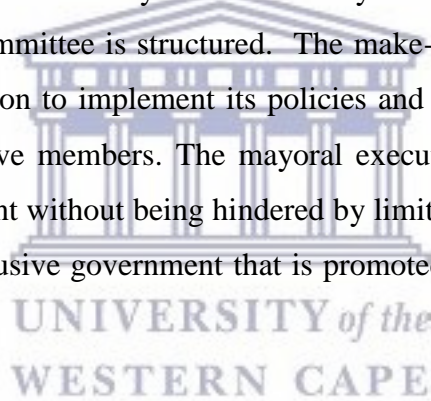 mmittee is structured. The make-
on to implement its policies and
ve members. The mayoral execu
nt without being hindered by limit
usive government that is promote
UNIVERSITY of the
WESTERN CAPE